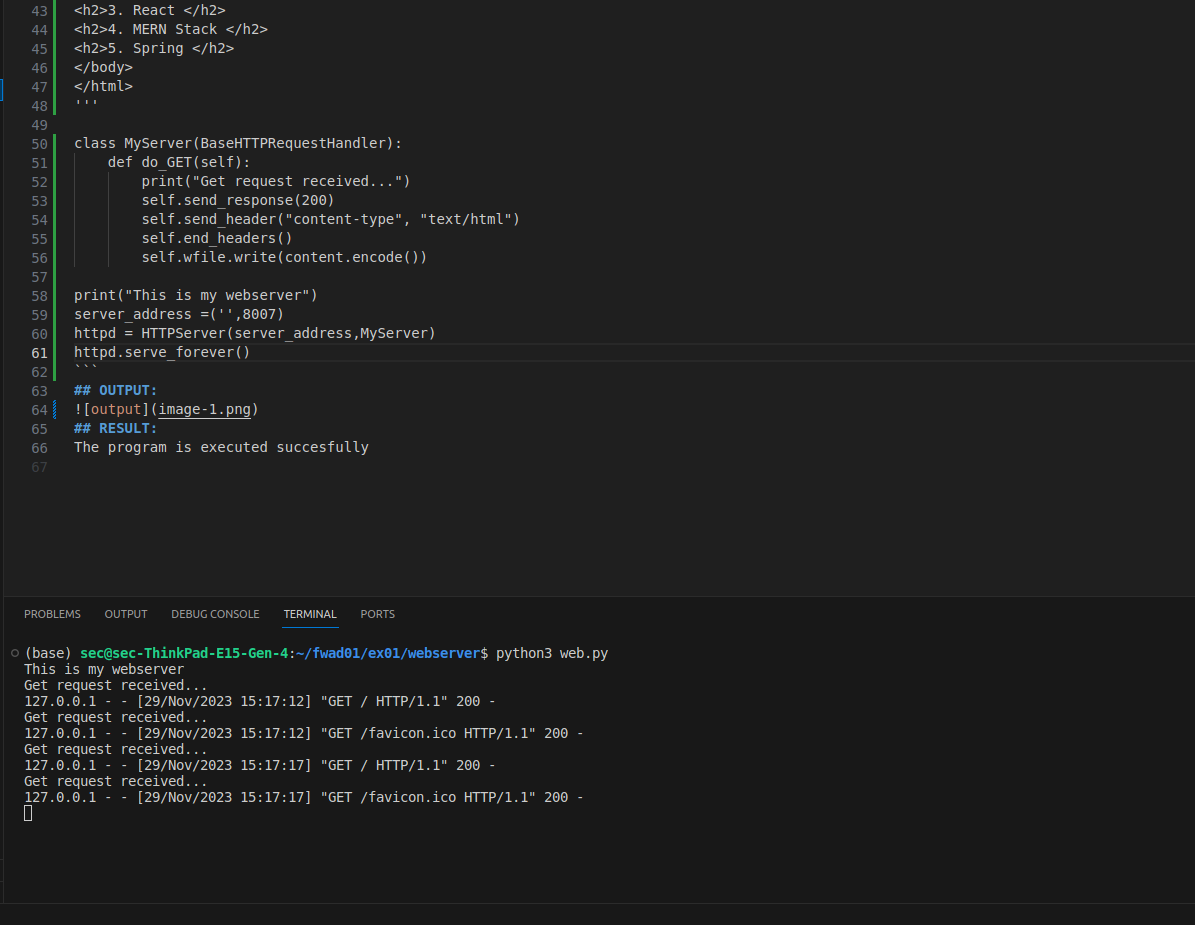 43 <h2>3. React </h2>
44 <h2>4. MERN Stack </h2>
45 <h2>5. Spring </h2>
46 </body>
47 </html>
48 '''
49
50 class MyServer(BaseHTTPRequestHandler):
51     def do_GET(self):
52         print("Get request received...")
53         self.send_response(200)
54         self.send_header("content-type", "text/html")
55         self.end_headers()
56         self.wfile.write(content.encode())
57
58 print("This is my webserver")
59 server_address =('',8007)
60 httpd = HTTPServer(server_address,MyServer)
61 httpd.serve_forever()
62 ```
63 ## OUTPUT:
64 ![output](image-1.png)
65 ## RESULT:
66 The program is executed succesfully
67
PROBLEMS OUTPUT DEBUG CONSOLE TERMINAL PORTS
(base) sec@sec-ThinkPad-E15-Gen-4:~/fwad01/ex01/webserver$ python3 web.py
This is my webserver
Get request received...
127.0.0.1 - - [29/Nov/2023 15:17:12] "GET / HTTP/1.1" 200 -
Get request received...
127.0.0.1 - - [29/Nov/2023 15:17:12] "GET /favicon.ico HTTP/1.1" 200 -
Get request received...
127.0.0.1 - - [29/Nov/2023 15:17:17] "GET / HTTP/1.1" 200 -
Get request received...
127.0.0.1 - - [29/Nov/2023 15:17:17] "GET /favicon.ico HTTP/1.1" 200 -